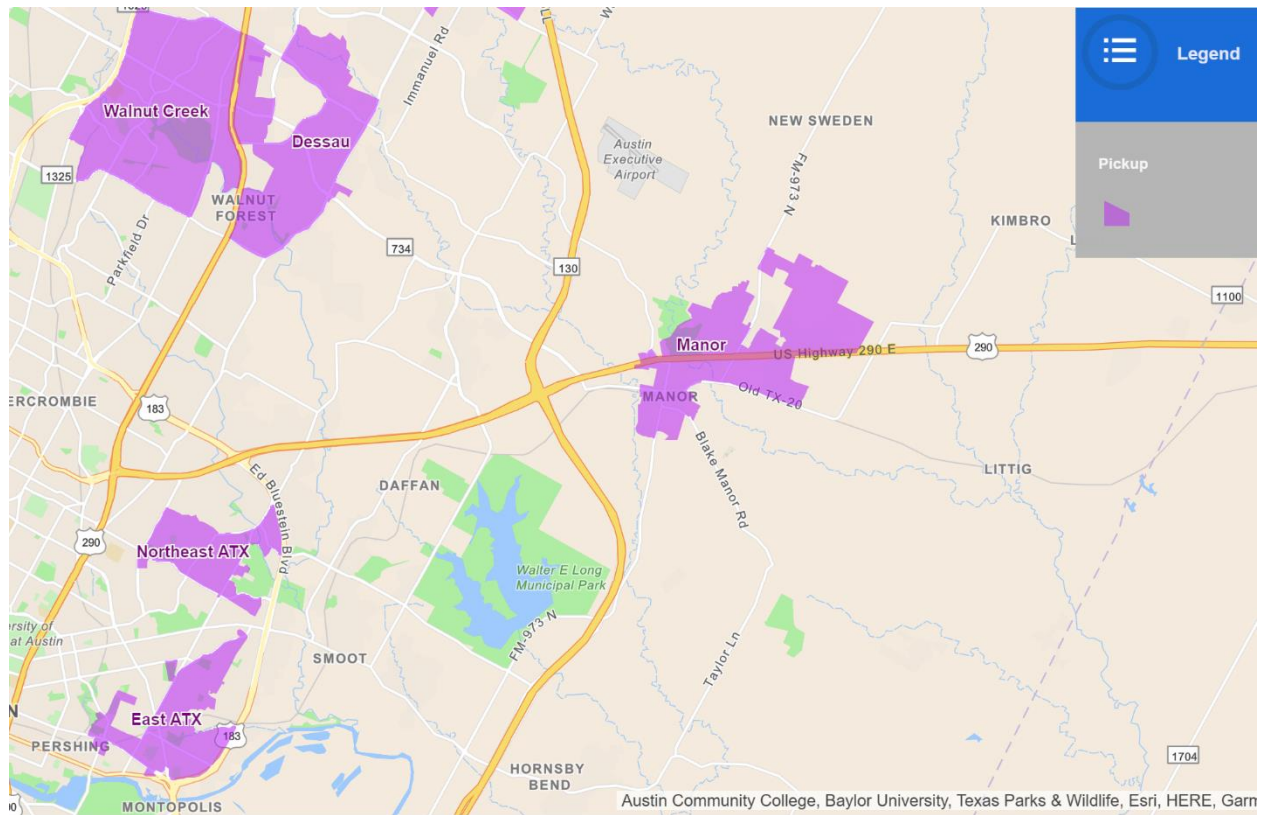 1625
Immanuel Rd
Legend
Walnut Creek
NEW SWEDEN
Dessau
Austin
Executive
Airport
Pickup
1325
FM-973 N
WALNUT
FOREST
KIMBRO
Parkfield Dr
734
130
1100
Manor
US Highway 290 E
290
MANOR
Old TX-20
183
Ed Bluestein Blvd
Blake Manor Rd
LITTIG
DAFFAN
290
Northeast ATX
Walter E Long
Municipal Park
at Austin
FM-973 N
SMOOT
Taylor Ln
East ATX
183
PERSHING
1704
HORNSBY
BEND
MONTOPOLIS
Austin Community College, Baylor University, Texas Parks & Wildlife, Esri, HERE, Garm